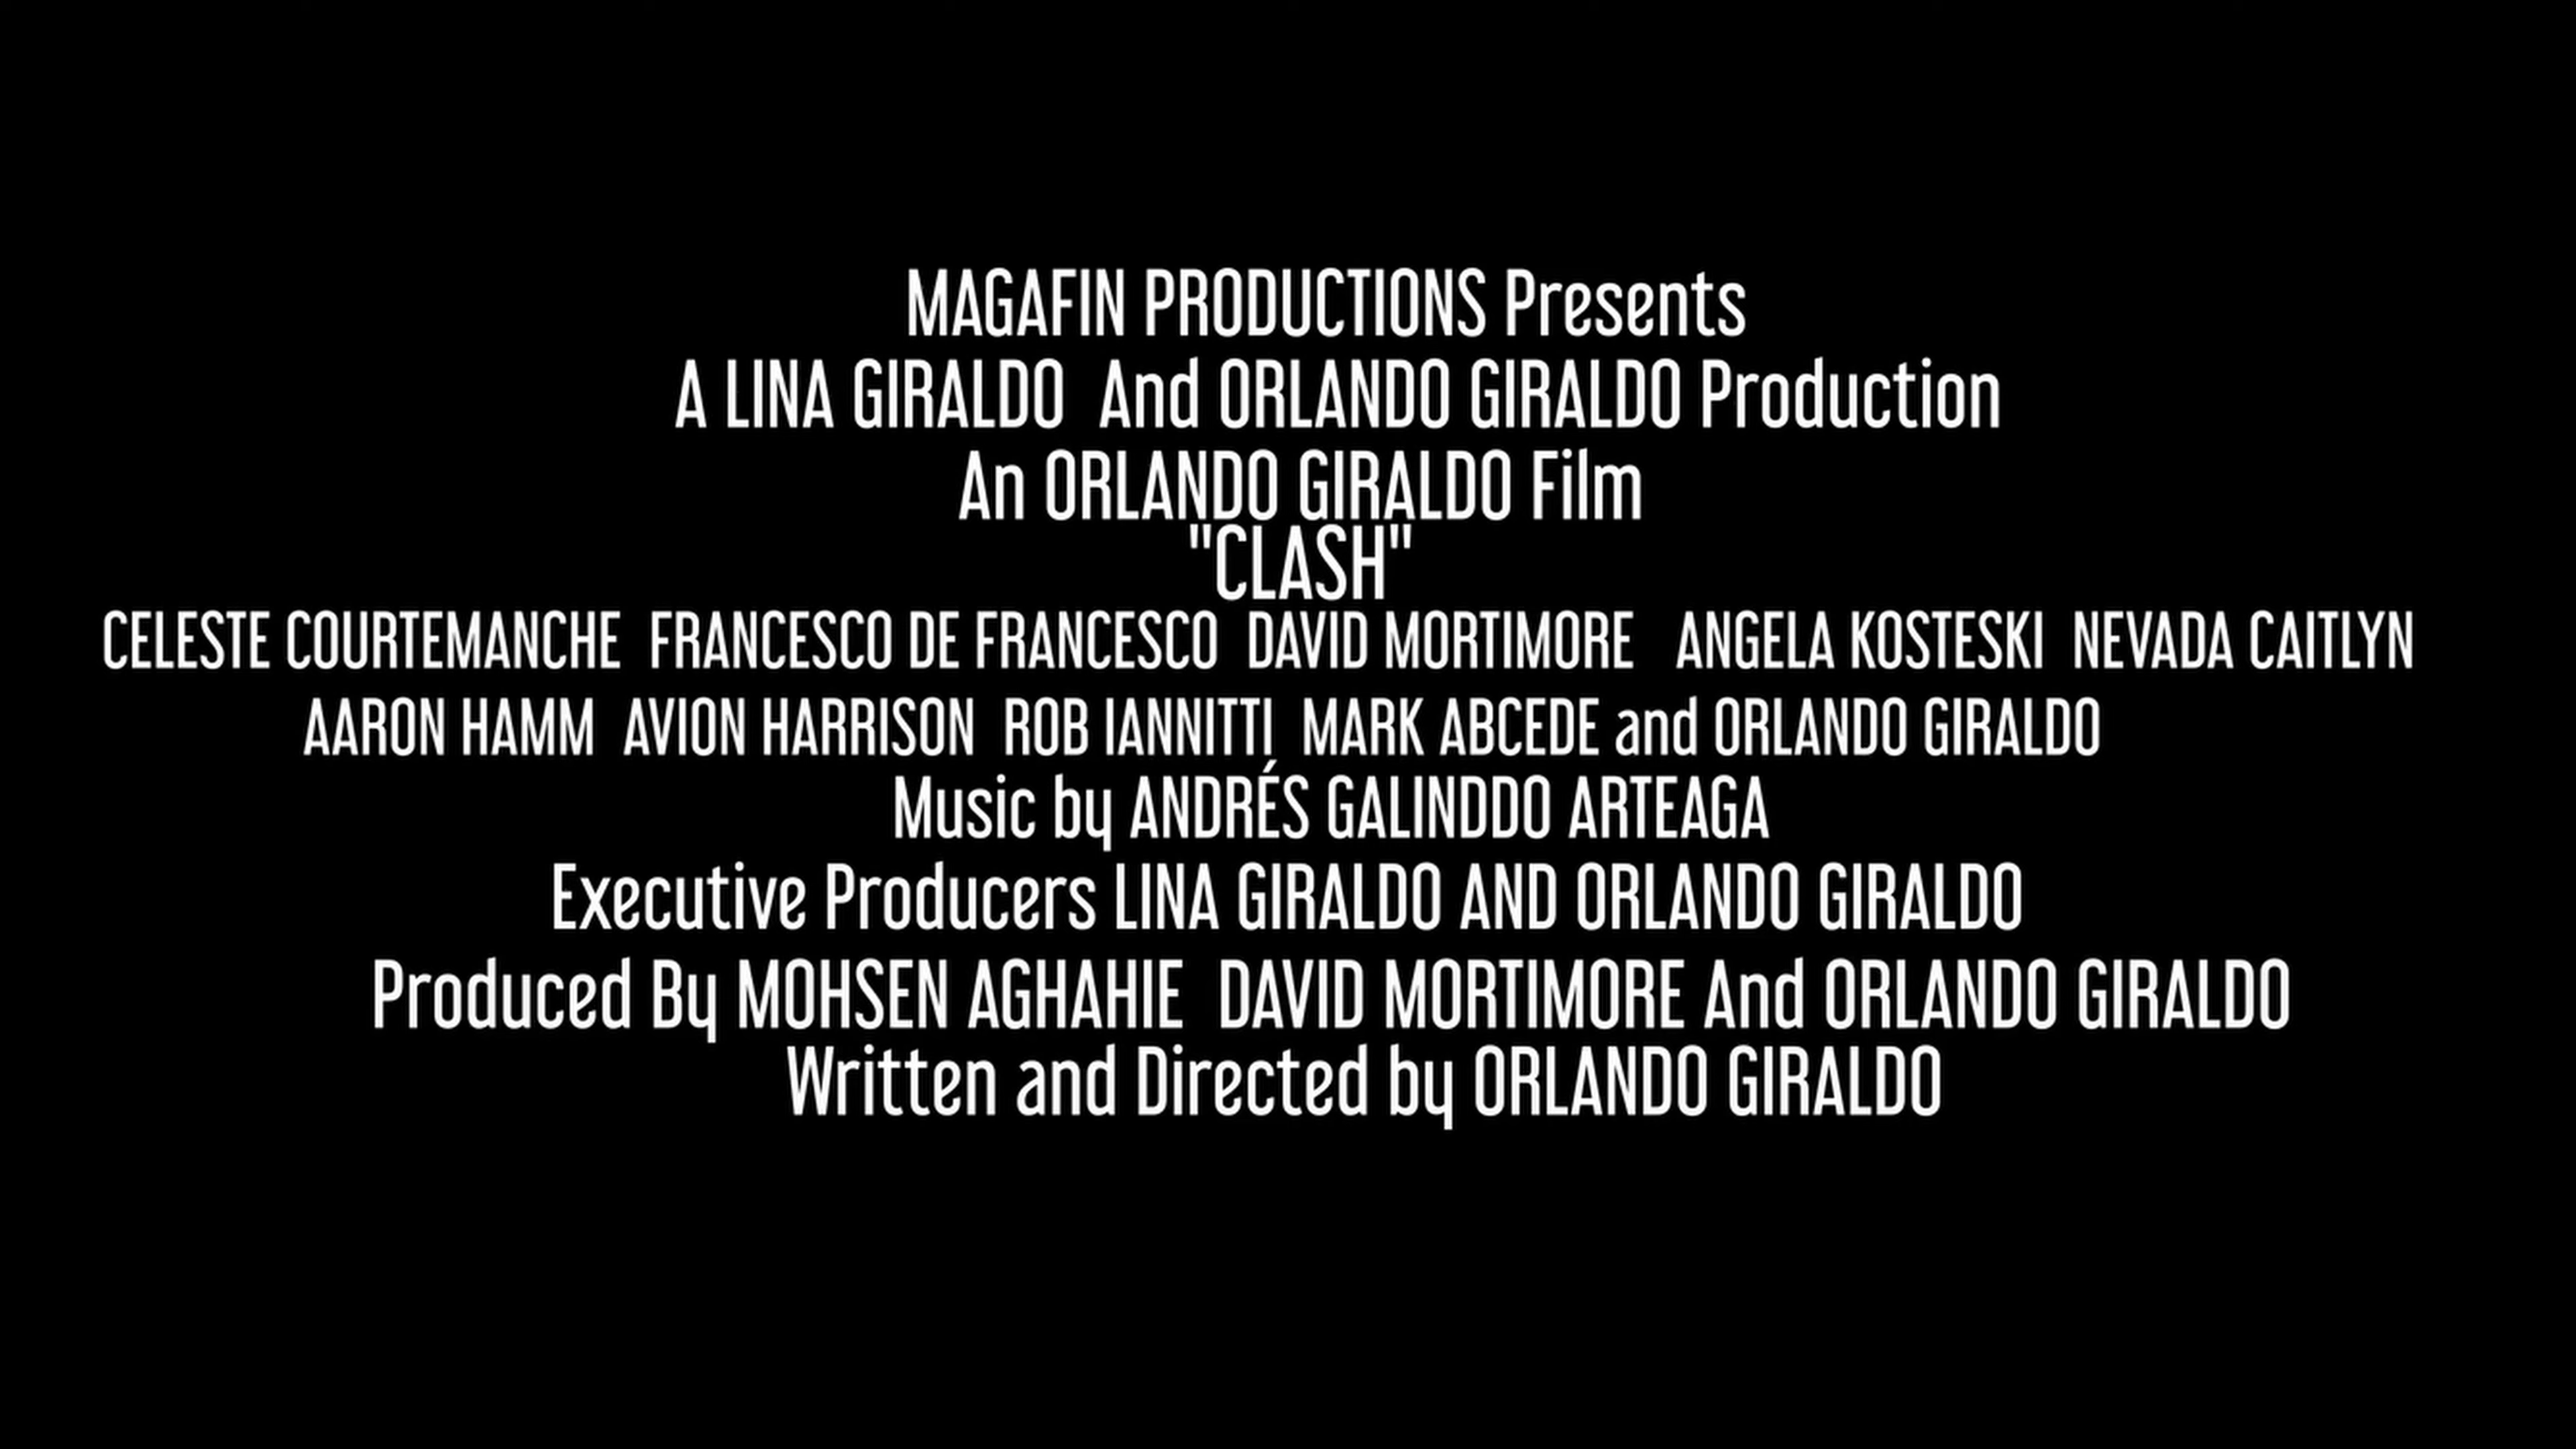 MAGAFIN PRODUCTIONS Presents
A LINA GIRALDO And ORLANDO GIRALDO Production
An ORLANDO GIRALDO Film
"CLASH"
CELESTE COURTEMANCHE FRANCESCO DE FRANCESCO DAVID MORTIMORE ANGELA KOSTESKI NEVADA CAITLYN
AARON HAMM AVION HARRISON ROB IANNITTI MARK ABCEDE and ORLANDO GIRALDO
Music by ANDRÉS GALINDDO ARTEAGA
Executive Producers LINA GIRALDO AND ORLANDO GIRALDO
Produced By MOHSEN AGHAHIE DAVID MORTIMORE And ORLANDO GIRALDO
Written and Directed by ORLANDO GIRALDO